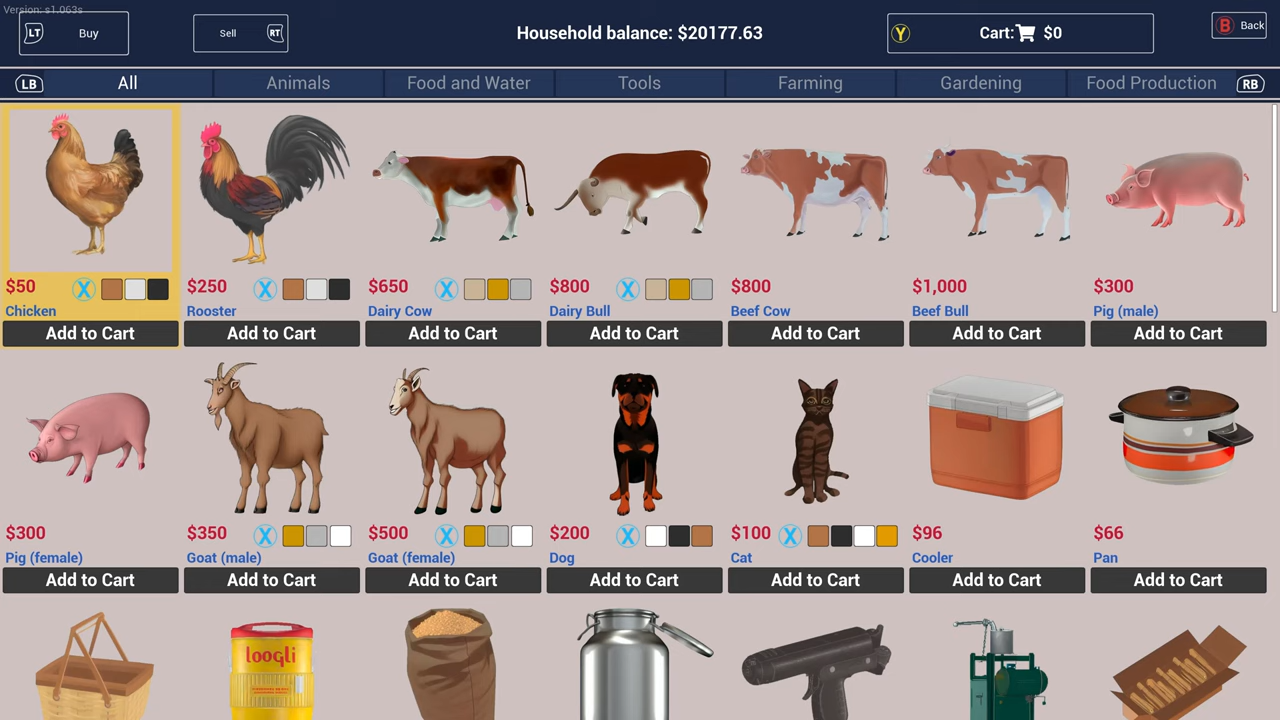 Version: s1.063s
LT Buy
Sell RT
Household balance: $20177.63
Y Cart: $0
B Back
LB All Animals Food and Water Tools Farming Gardening Food Production RB
$50 X
Chicken
Add to Cart
$250 X
Rooster
Add to Cart
$650 X
Dairy Cow
Add to Cart
$800 X
Dairy Bull
Add to Cart
$800
Beef Cow
Add to Cart
$1,000
Beef Bull
Add to Cart
$300
Pig (male)
Add to Cart
$300
Pig (female)
Add to Cart
$350 X
Goat (male)
Add to Cart
$500 X
Goat (female)
Add to Cart
$200 X
Dog
Add to Cart
$100 X
Cat
Add to Cart
$96
Cooler
Add to Cart
$66
Pan
Add to Cart
loogli